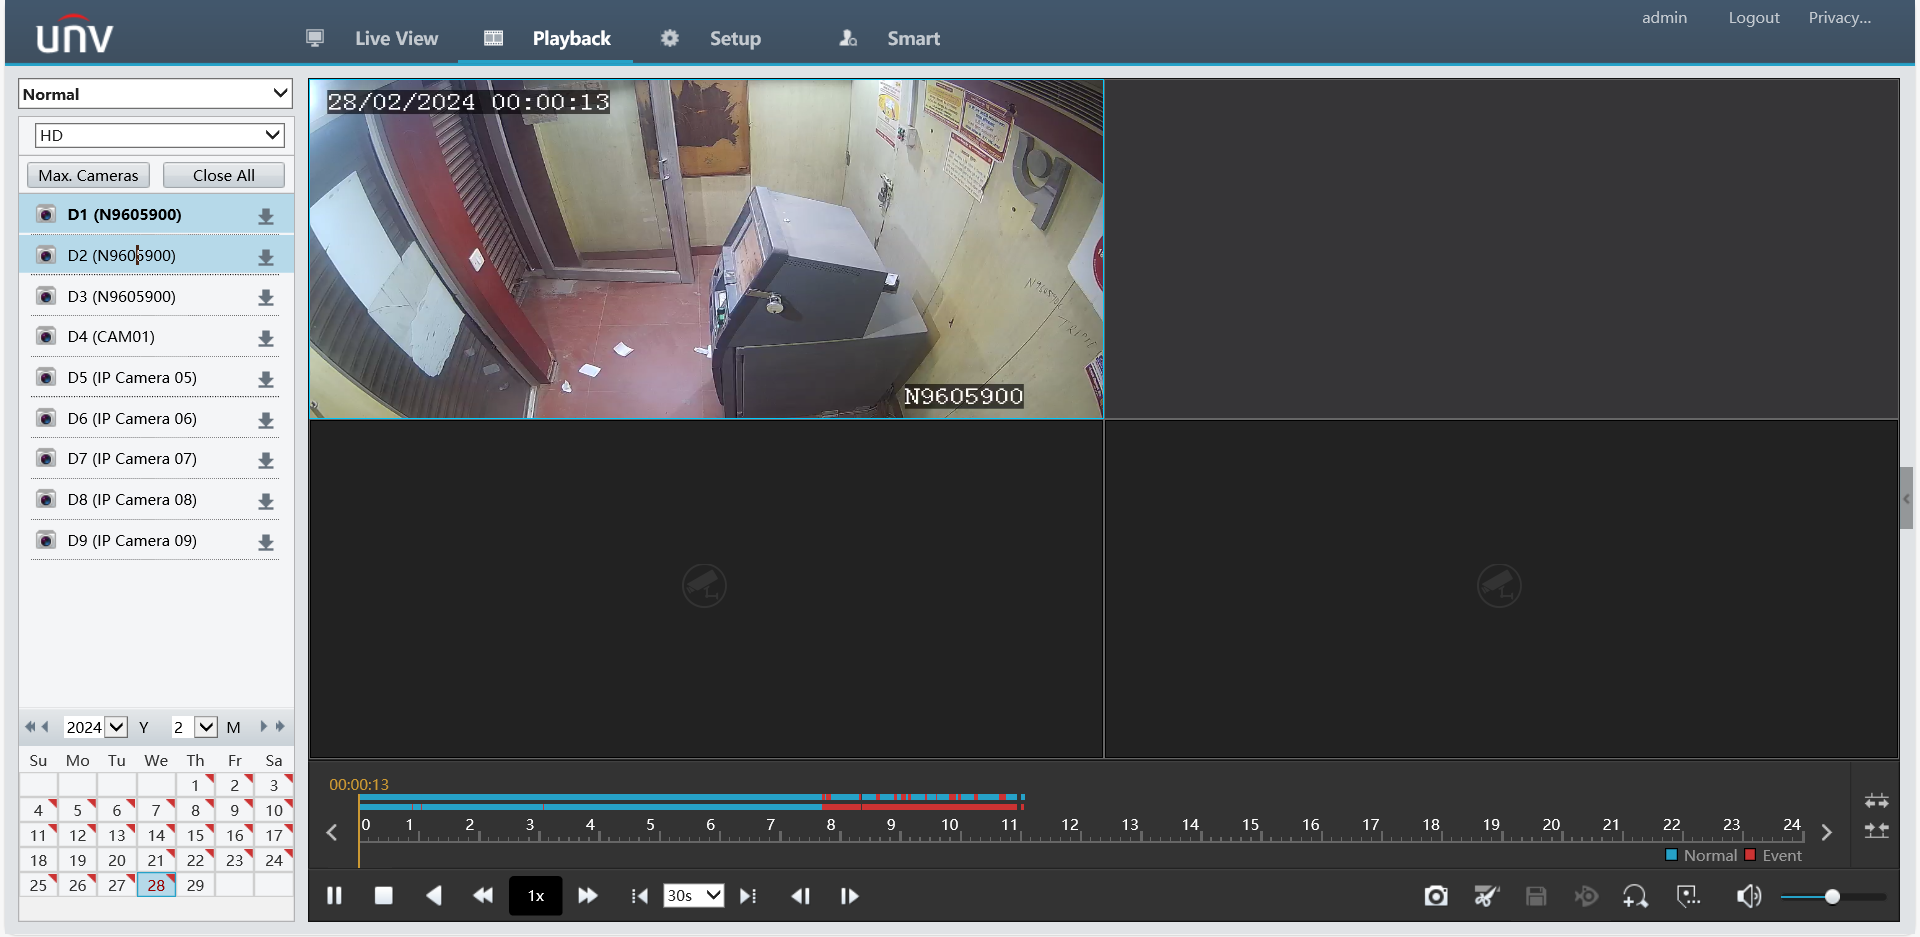 unv
Live View
Playback
Setup
Smart
admin
Logout
Privacy...
Normal
HD
Max. Cameras
Close All
D1 (N9605900)
D2 (N9605900)
D3 (N9605900)
D4 (CAM01)
D5 (IP Camera 05)
D6 (IP Camera 06)
D7 (IP Camera 07)
D8 (IP Camera 08)
D9 (IP Camera 09)
28/02/2024 00:00:13
N9605900
2024 Y 2 M
Su Mo Tu We Th Fr Sa
1 2 3
4 5 6 7 8 9 10
11 12 13 14 15 16 17
18 19 20 21 22 23 24
25 26 27 28 29
00:00:13
0 1 2 3 4 5 6 7 8 9 10 11 12 13 14 15 16 17 18 19 20 21 22 23 24
Normal Event
1x
30s